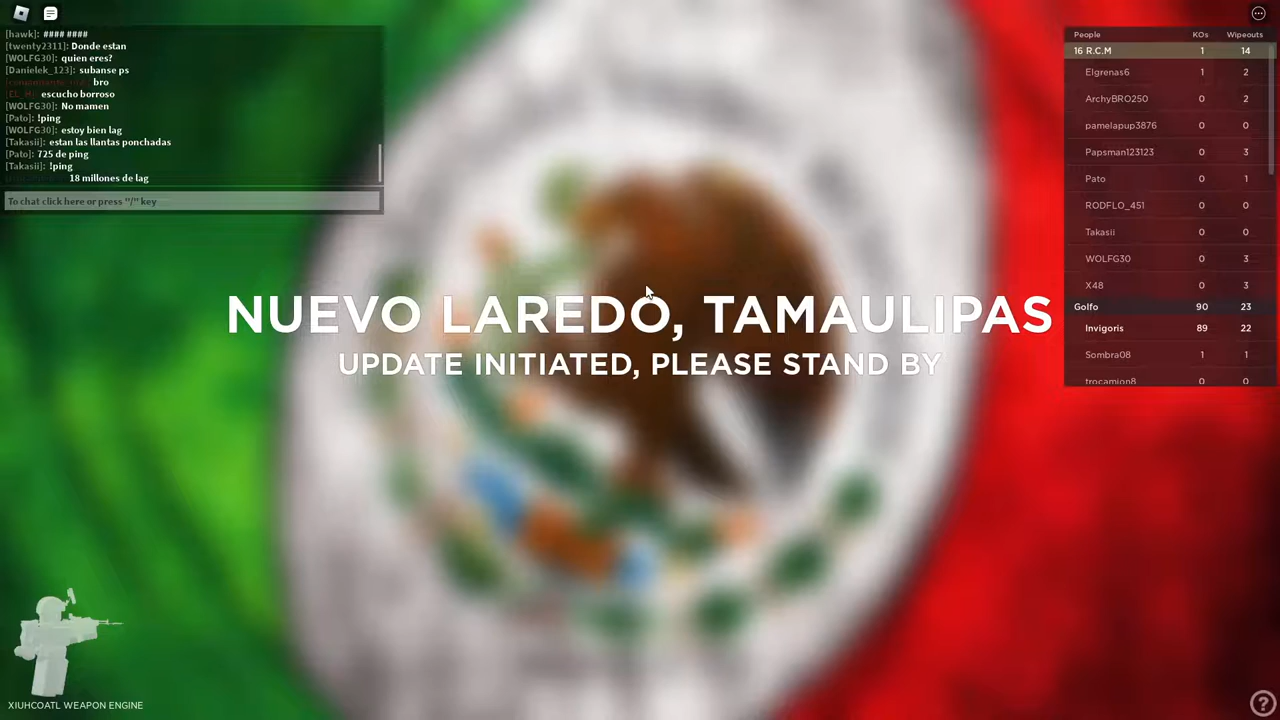 [hawk]: #### ####
[twenty2311]: Donde estan
[WOLFG30]: quien eres?
[Danielek_123]: subanse ps
bro
escucho borroso
[WOLFG30]: No mamen
[Pato]: !ping
[WOLFG30]: estoy bien lag
[Takasii]: estan las llantas ponchadas
[Pato]: 725 de ping
[Takasii]: !ping
18 millones de lag
To chat click here or press "/" key
People KOs Wipeouts
16 R.C.M 1 14
Elgrenas6 1 2
ArchyBRO250 0 2
pamelapup3876 0 0
Papsman123123 0 3
Pato 0 1
RODFLO_451 0 0
Takasii 0 0
WOLFG30 0 3
X48 0 3
Golfo 90 23
Invigoris 89 22
Sombra08 1 1
trocamion8 0 0
NUEVO LAREDO, TAMAULIPAS
UPDATE INITIATED, PLEASE STAND BY
XIUHCOATL WEAPON ENGINE
?